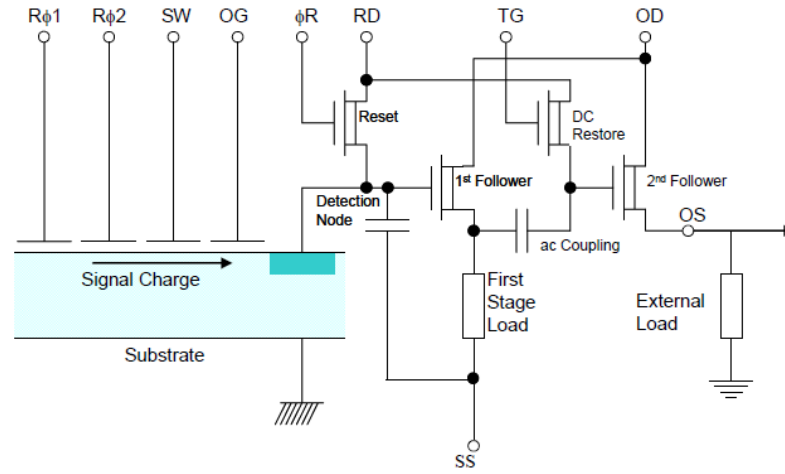 Rϕ1 Rϕ2 SW OG ϕR RD TG OD
Reset
DC
Restore
1st Follower
2nd Follower
Detection
Node
OS
ac Coupling
Signal Charge
First
Stage
Load
External
Load
Substrate
SS